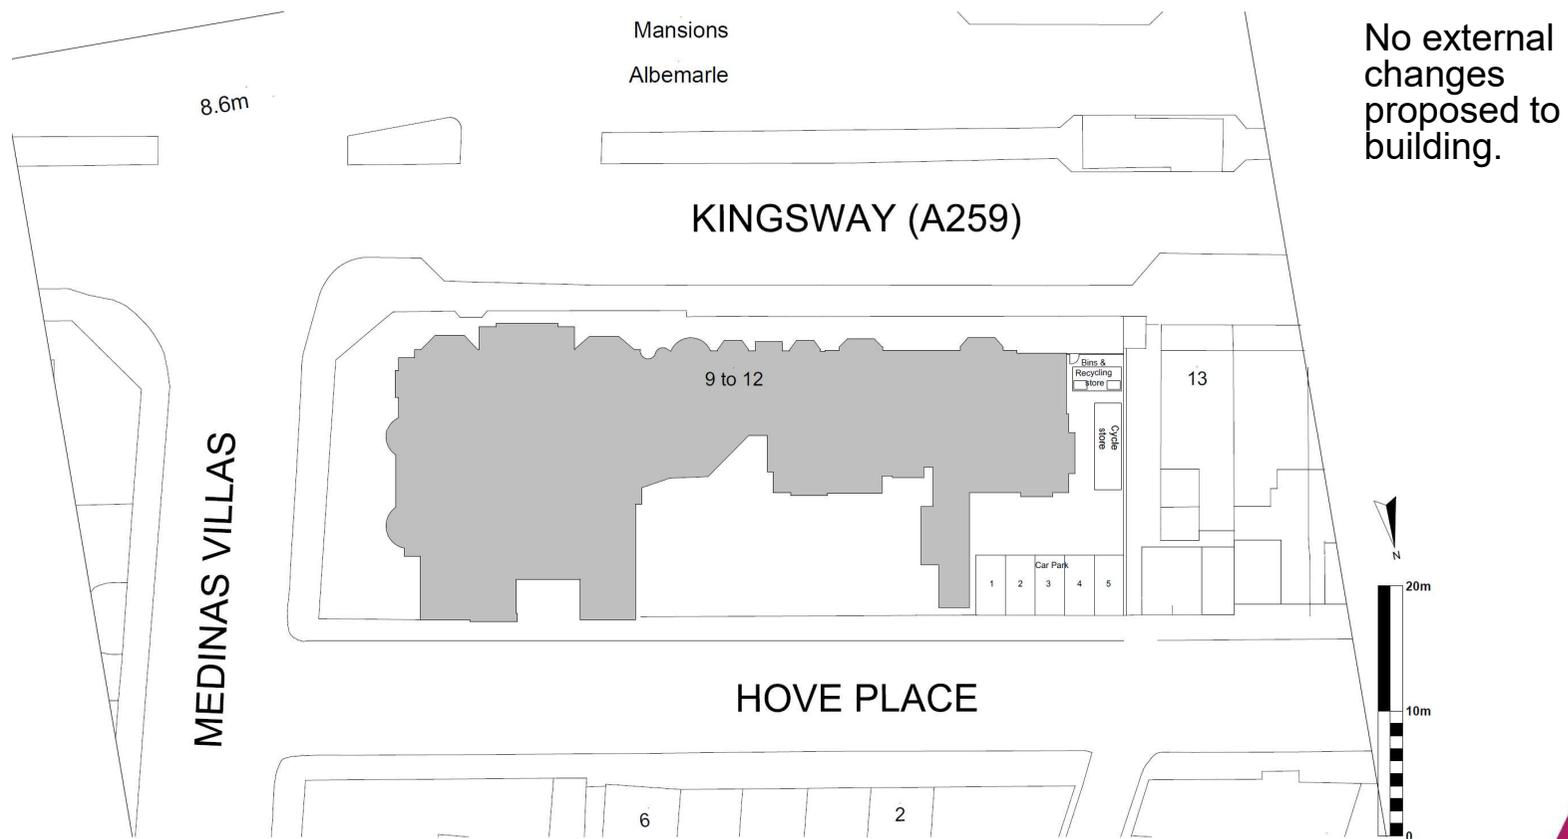 Mansions
Albemarle
8.6m
No external
changes
proposed to
building.
KINGSWAY (A259)
9 to 12
Bins &
Recycling
store
13
Cycle
store
MEDINAS VILLAS
Car Park
1 2 3 4 5
N
20m
10m
0
HOVE PLACE
6
2